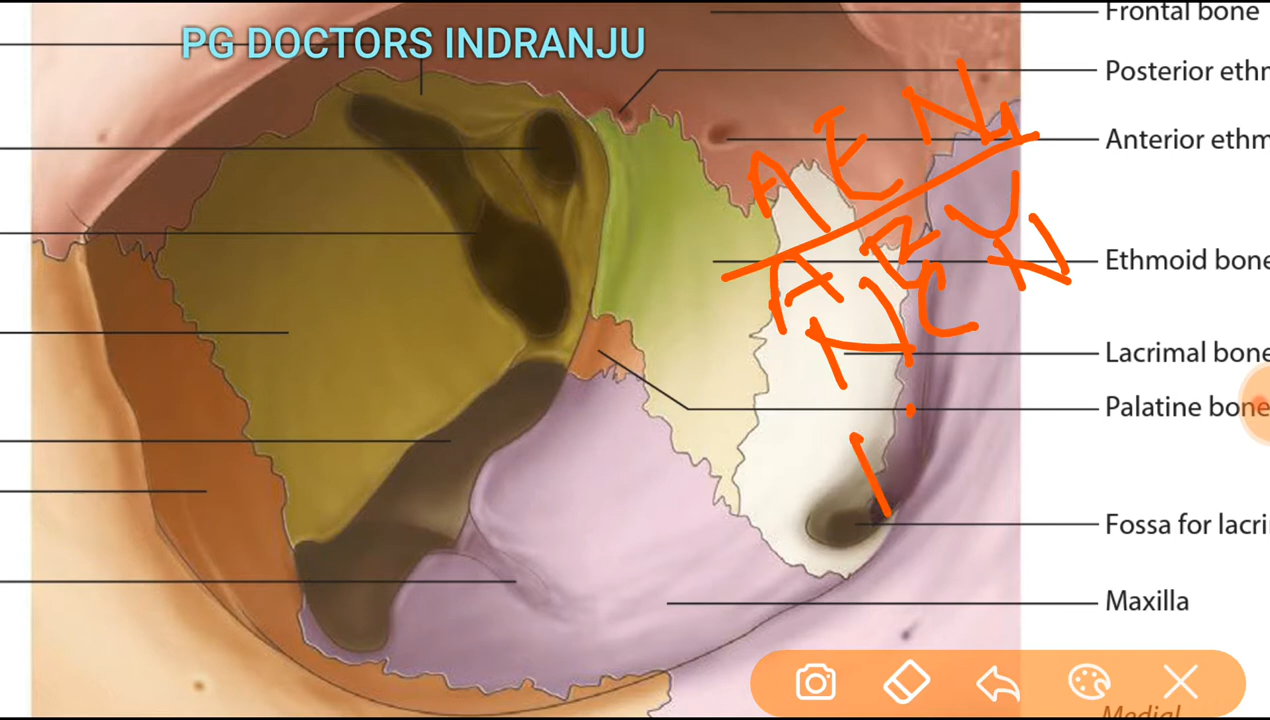 Frontal bone
PG DOCTORS INDRANJU
Posterior ethm
Anterior ethm
AEN
Ethmoid bone
Lacrimal bone
Palatine bone
Fossa for lacri
Maxilla
Medial